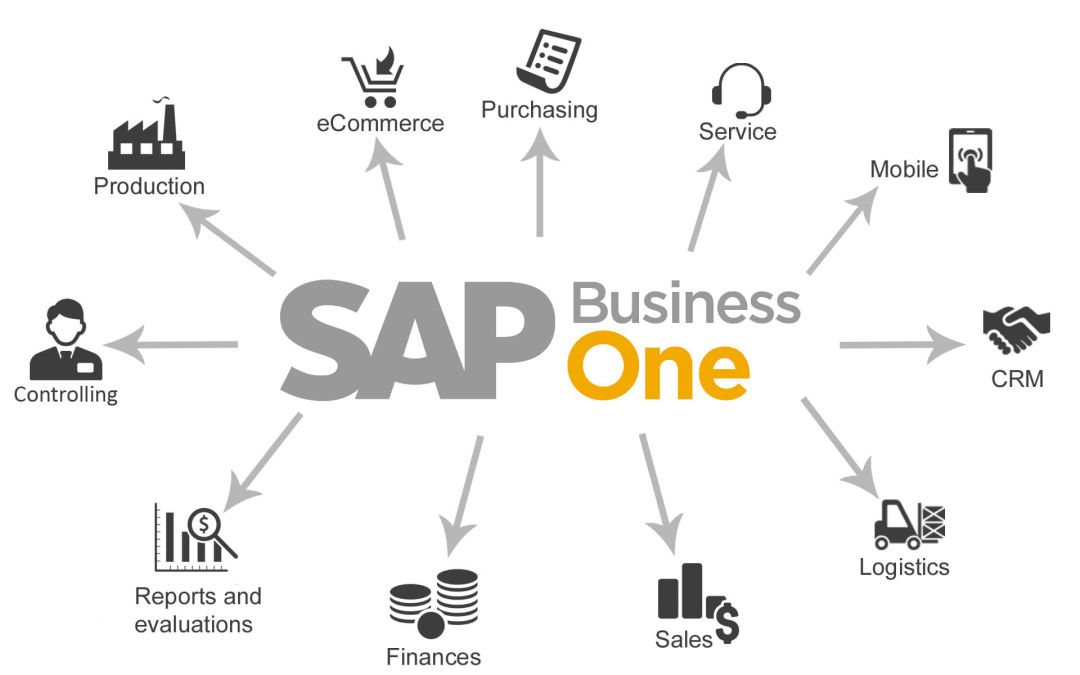 Purchasing
eCommerce
Service
Mobile
Production
SAP Business
One
CRM
Controlling
Logistics
Reports and
evaluations
Sales
Finances
$
$